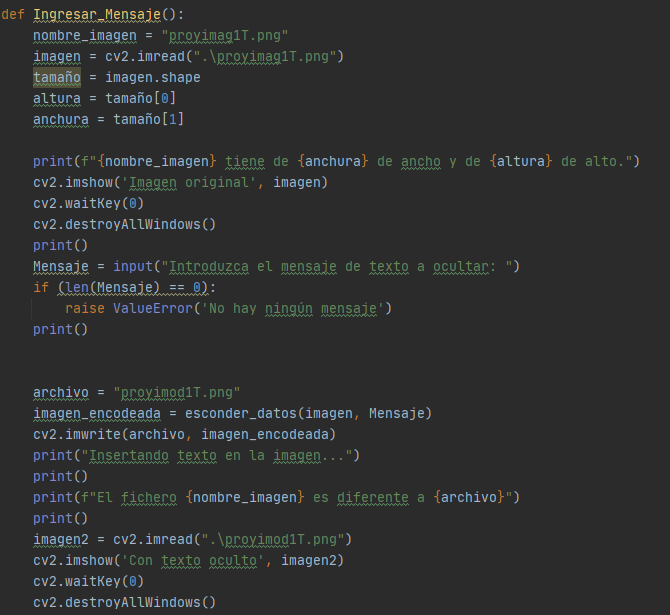 def Ingresar_Mensaje():
    nombre_imagen = "proyimag1T.png"
    imagen = cv2.imread(".\proyimag1T.png")
    tamaño = imagen.shape
    altura = tamaño[0]
    anchura = tamaño[1]

    print(f"{nombre_imagen} tiene de {anchura} de ancho y de {altura} de alto.")
    cv2.imshow('Imagen original', imagen)
    cv2.waitKey(0)
    cv2.destroyAllWindows()
    print()
    Mensaje = input("Introduzca el mensaje de texto a ocultar: ")
    if (len(Mensaje) == 0):
        raise ValueError('No hay ningún mensaje')
    print()

    archivo = "proyimod1T.png"
    imagen_encodeada = esconder_datos(imagen, Mensaje)
    cv2.imwrite(archivo, imagen_encodeada)
    print("Insertando texto en la imagen...")
    print()
    print(f"El fichero {nombre_imagen} es diferente a {archivo}")
    print()
    imagen2 = cv2.imread(".\proyimod1T.png")
    cv2.imshow('Con texto oculto', imagen2)
    cv2.waitKey(0)
    cv2.destroyAllWindows()